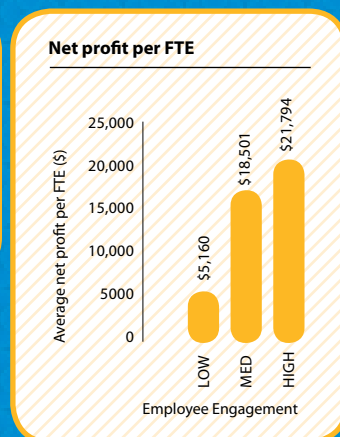 Net profit per FTE
Average net profit per FTE ($)
25,000
20,000
15,000
10,000
5000
0
$5,160
$18,501
$21,794
LOW
MED
HIGH
Employee Engagement